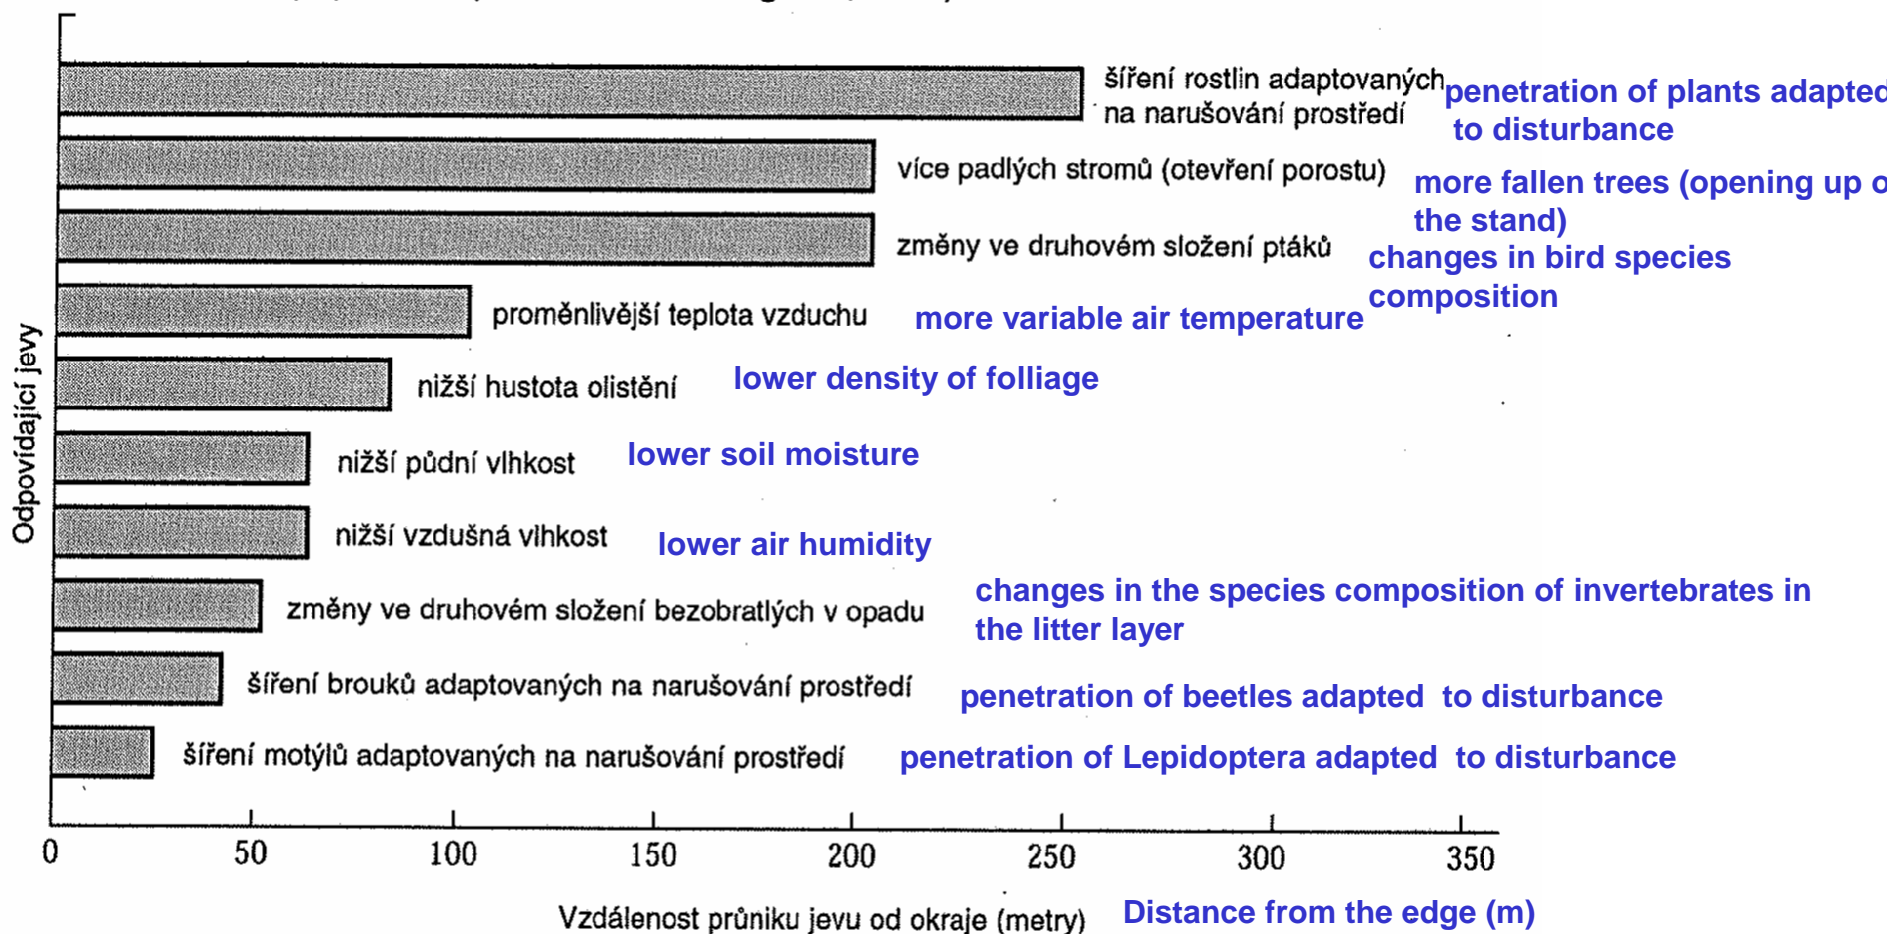 šíření rostlin adaptovaných
na narušování prostředí
penetration of plants adapted
to disturbance
více padlých stromů (otevření porostu)
more fallen trees (opening up
the stand)
změny ve druhovém složení ptáků
changes in bird species
composition
proměnlivější teplota vzduchu
more variable air temperature
nižší hustota olistění
lower density of folliage
nižší půdní vlhkost
lower soil moisture
nižší vzdušná vlhkost
lower air humidity
změny ve druhovém složení bezobratlých v opadu
changes in the species composition of invertebrates in
the litter layer
šíření brouků adaptovaných na narušování prostředí
penetration of beetles adapted to disturbance
šíření motýlů adaptovaných na narušování prostředí
penetration of Lepidoptera adapted to disturbance
Odpovídající jevy
0 50 100 150 200 250 300 350
Vzdálenost průniku jevu od okraje (metry)
Distance from the edge (m)